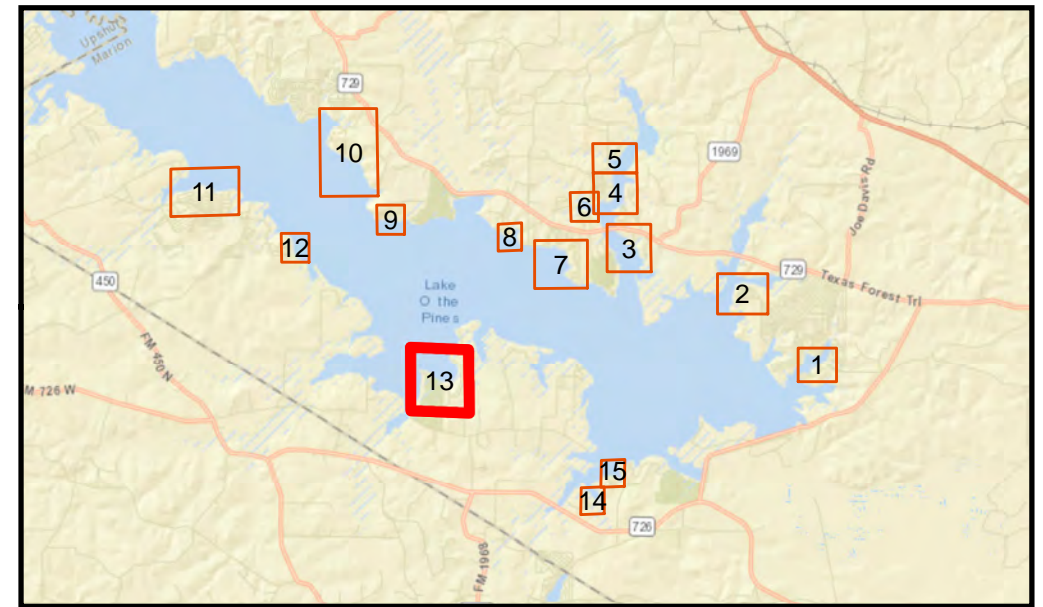 Upshur
Marion
729
1969
Joe Davis Rd
10
5
4
11
6
9
8
12
3
7
450
Lake
O the
Pines
729
Texas Forest Trl
2
FM 450 N
1
13
M 726 W
15
14
726
FM 1968